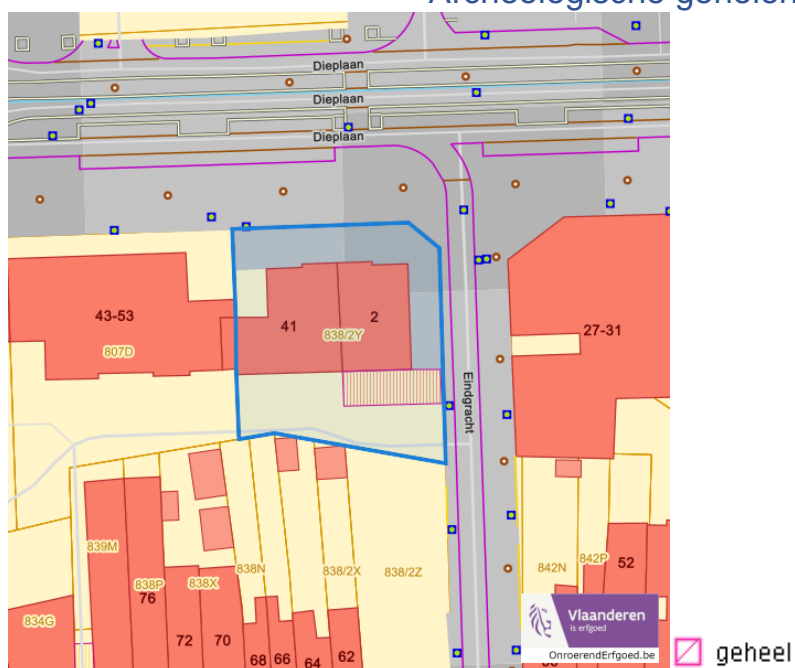 Archeologische geheler
Dieplaan
Dieplaan
Dieplaan
43-53
807D
41
2
838/2Y
27-31
Eindgracht
839M
838P
76
838X
838N
838/2X
838/2Z
842N
842P
52
834G
72
70
68
66
64
62
Vlaanderen
is erfgoed
OnroerendErfgoed.be
geheel